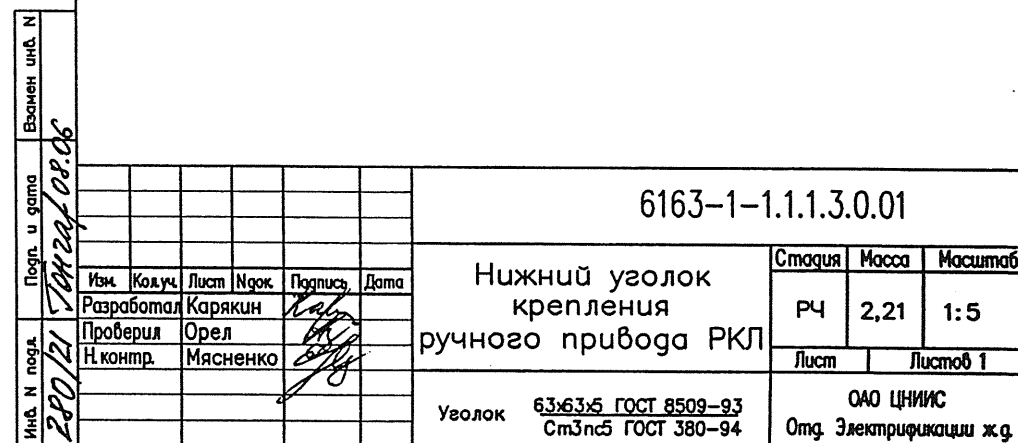 Взамен инв. N
Подп. и дата
08.06
Инв. N подл.
280/21
6163-1-1.1.1.3.0.01
Изм. Кол.уч. Лист Nдок. Подпись Дата
Разработал Карякин
Проверил Орел
Н.контр. Мясненко
Нижний уголок
крепления
ручного привода РКЛ
Стадия Масса Масштаб
РЧ 2,21 1:5
Лист Листов 1
Уголок 63х63х5 ГОСТ 8509-93
Ст3пс5 ГОСТ 380-94
ОАО ЦНИИС
Отд. Электрификации ж.д.